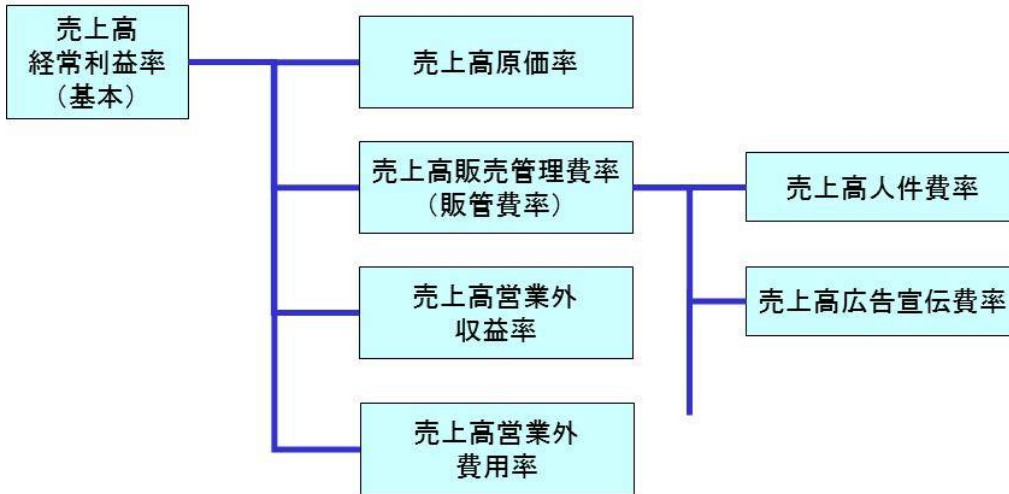 売上高
経常利益率
（基本）
売上高原価率
売上高販売管理費率
（販管費率）
売上高人件費率
売上高広告宣伝費率
売上高営業外
収益率
売上高営業外
費用率